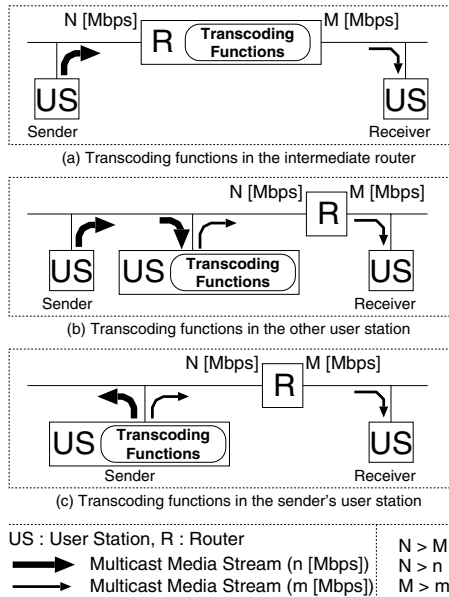 N [Mbps] M [Mbps]
R Transcoding Functions
US US
Sender Receiver
(a) Transcoding functions in the intermediate router
N [Mbps] M [Mbps]
R
US US Transcoding Functions US
Sender Receiver
(b) Transcoding functions in the other user station
N [Mbps] M [Mbps]
R
US Transcoding Functions US
Sender Receiver
(c) Transcoding functions in the sender's user station
US : User Station, R : Router
Multicast Media Stream (n [Mbps])
Multicast Media Stream (m [Mbps])
N > M
N > n
M > m